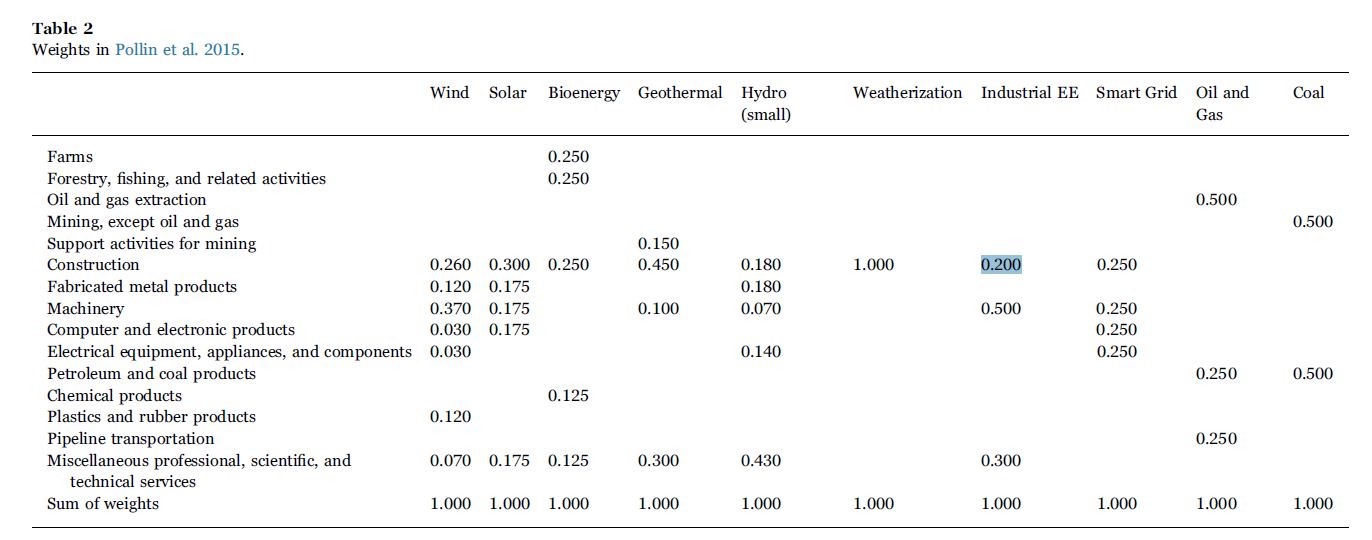 Table 2
Weights in Pollin et al. 2015.
Wind Solar Bioenergy Geothermal Hydro (small) Weatherization Industrial EE Smart Grid Oil and Gas Coal
Farms 0.250
Forestry, fishing, and related activities 0.250
Oil and gas extraction 0.500
Mining, except oil and gas 0.500
Support activities for mining 0.150
Construction 0.260 0.300 0.250 0.450 0.180 1.000 0.200 0.250
Fabricated metal products 0.120 0.175 0.180
Machinery 0.370 0.175 0.100 0.070 0.500 0.250
Computer and electronic products 0.030 0.175 0.250
Electrical equipment, appliances, and components 0.030 0.140 0.250
Petroleum and coal products 0.250 0.500
Chemical products 0.125
Plastics and rubber products 0.120
Pipeline transportation 0.250
Miscellaneous professional, scientific, and 0.070 0.175 0.125 0.300 0.430 0.300
technical services
Sum of weights 1.000 1.000 1.000 1.000 1.000 1.000 1.000 1.000 1.000 1.000